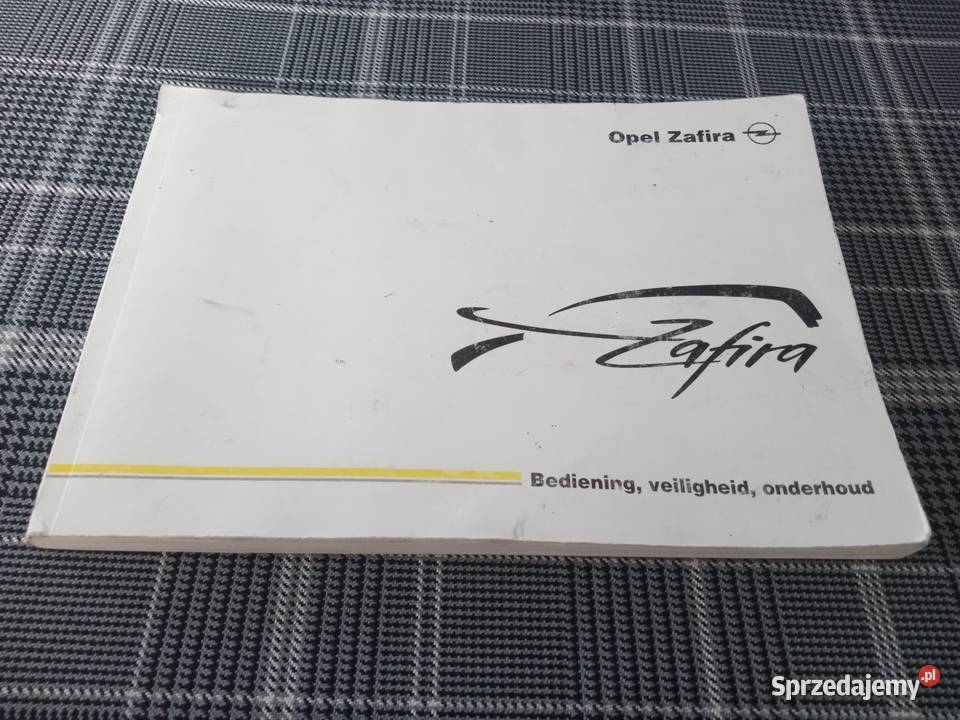 Opel Zafira
Zafira
Bediening, veiligheid, onderhoud
Sprzedajemy.pl